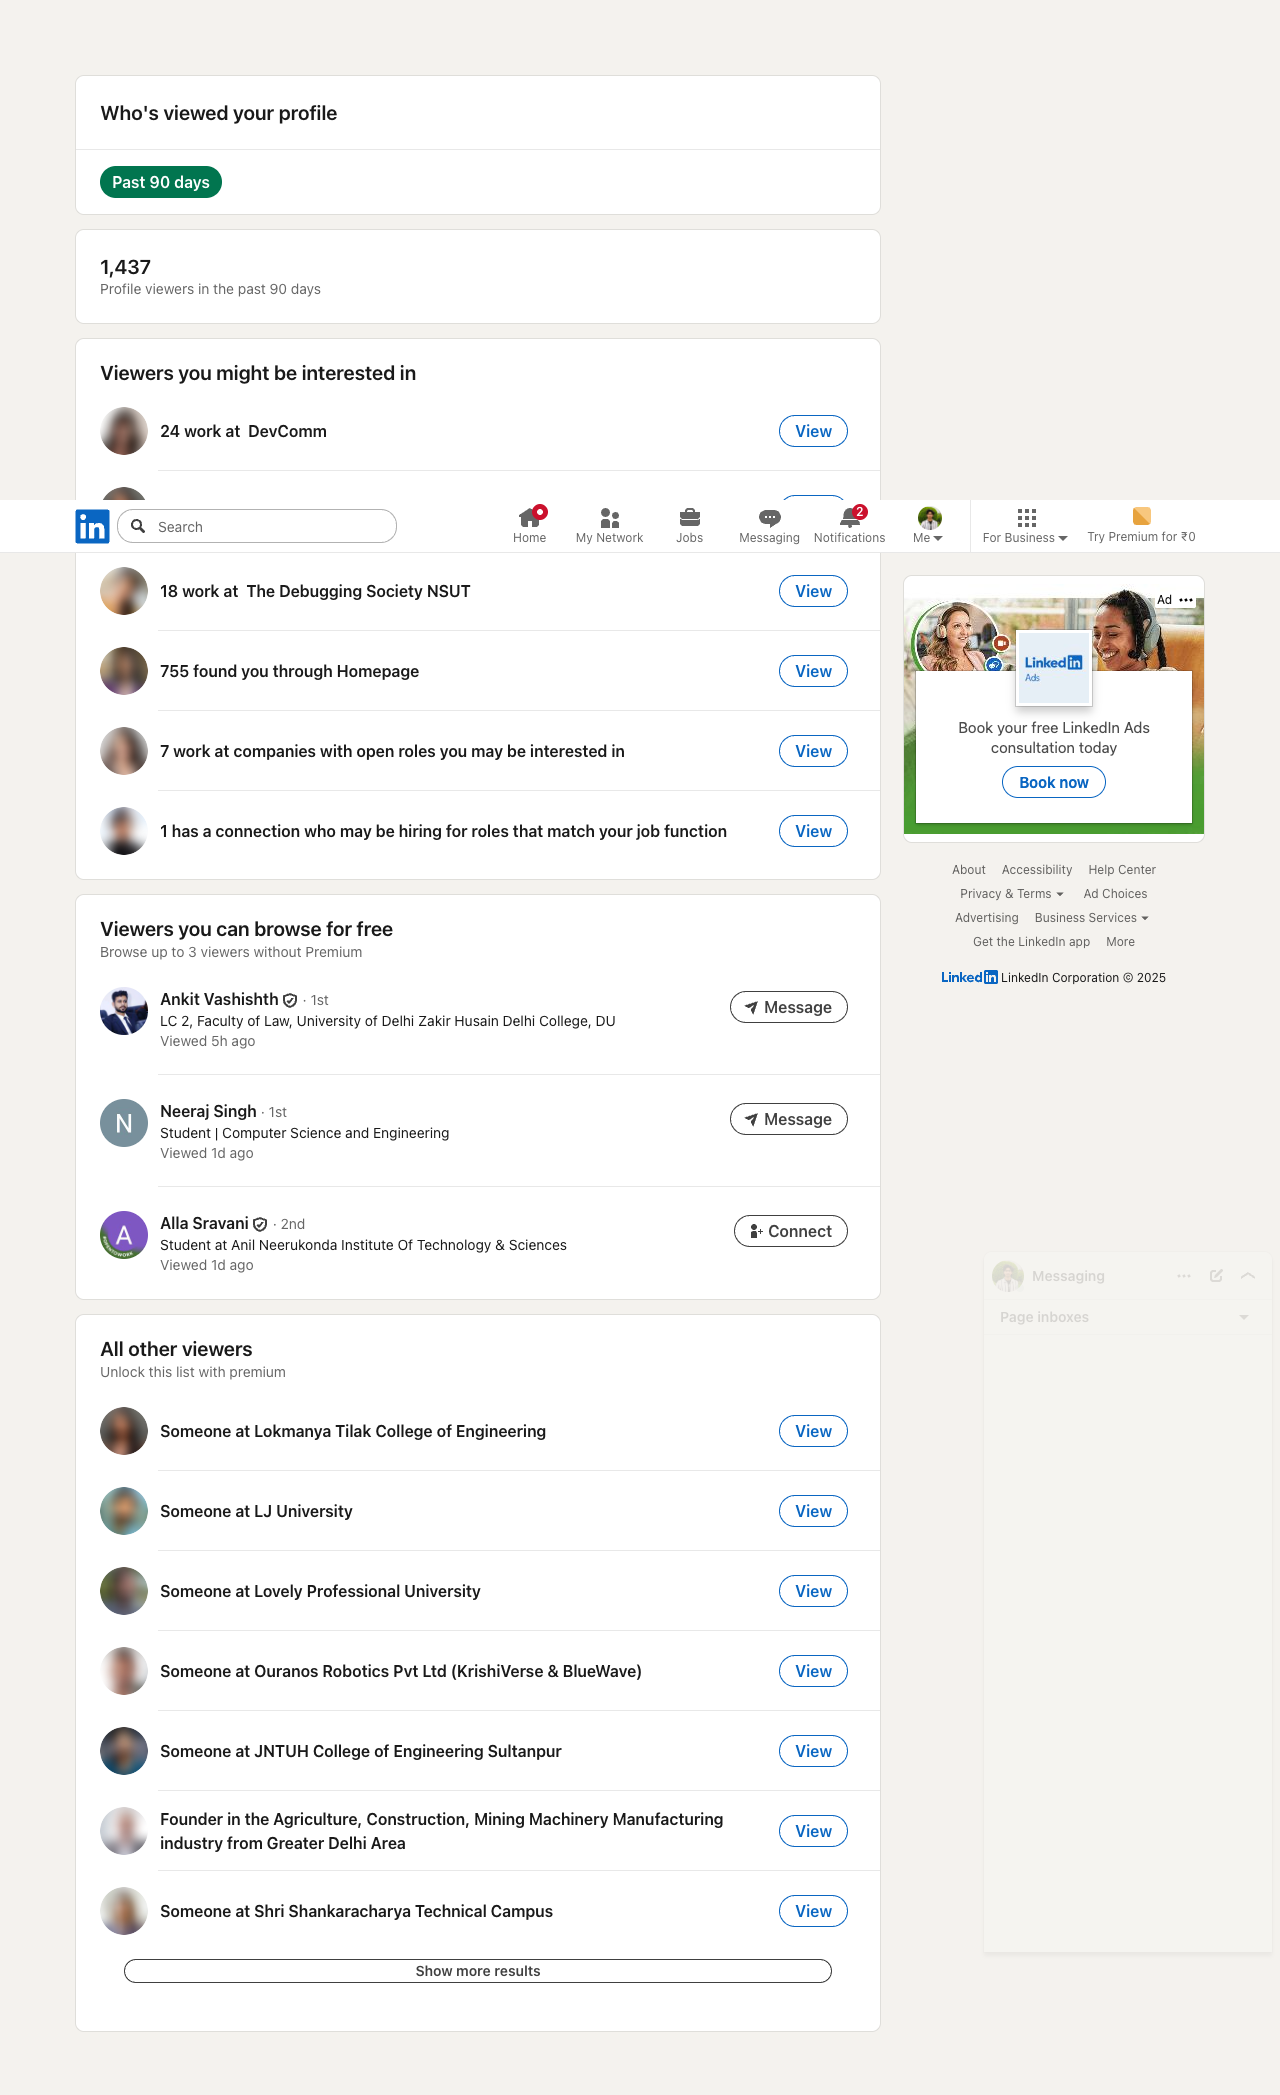 Who's viewed your profile
Past 90 days
1,437
Profile viewers in the past 90 days
Viewers you might be interested in
24 work at DevComm
View
in
Search
Home
My Network
Jobs
Messaging
2
Notifications
Me
For Business
Try Premium for ₹0
18 work at The Debugging Society NSUT
View
755 found you through Homepage
View
7 work at companies with open roles you may be interested in
View
1 has a connection who may be hiring for roles that match your job function
View
Ad
Linked in
Ads
Book your free LinkedIn Ads
consultation today
Book now
About Accessibility Help Center
Privacy & Terms Ad Choices
Advertising Business Services
Get the LinkedIn app More
Linked in LinkedIn Corporation © 2025
Viewers you can browse for free
Browse up to 3 viewers without Premium
Ankit Vashishth · 1st
LC 2, Faculty of Law, University of Delhi Zakir Husain Delhi College, DU
Viewed 5h ago
Message
N
Neeraj Singh · 1st
Student | Computer Science and Engineering
Viewed 1d ago
Message
A
#OPENTOWORK
Alla Sravani · 2nd
Student at Anil Neerukonda Institute Of Technology & Sciences
Viewed 1d ago
Connect
Messaging
Page inboxes
All other viewers
Unlock this list with premium
Someone at Lokmanya Tilak College of Engineering
View
Someone at LJ University
View
Someone at Lovely Professional University
View
Someone at Ouranos Robotics Pvt Ltd (KrishiVerse & BlueWave)
View
Someone at JNTUH College of Engineering Sultanpur
View
Founder in the Agriculture, Construction, Mining Machinery Manufacturing
industry from Greater Delhi Area
View
Someone at Shri Shankaracharya Technical Campus
View
Show more results